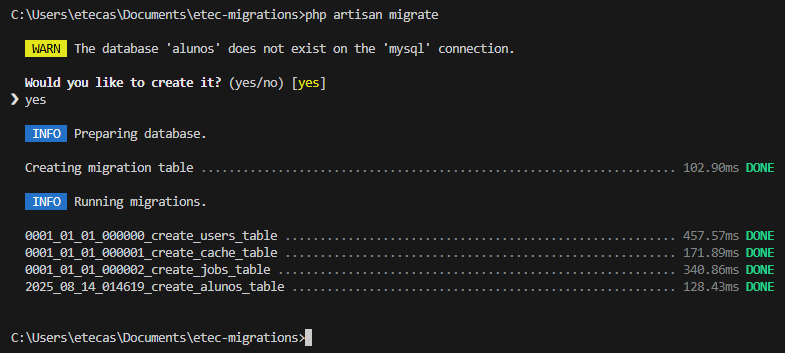 C:\Users\etecas\Documents\etec-migrations>php artisan migrate
WARN The database 'alunos' does not exist on the 'mysql' connection.
Would you like to create it? (yes/no) [yes]
❯ yes
INFO Preparing database.
Creating migration table ..................................................................... 102.90ms DONE
INFO Running migrations.
0001_01_01_000000_create_users_table ......................................................... 457.57ms DONE
0001_01_01_000001_create_cache_table ......................................................... 171.89ms DONE
0001_01_01_000002_create_jobs_table .......................................................... 340.86ms DONE
2025_08_14_014619_create_alunos_table ........................................................ 128.43ms DONE
C:\Users\etecas\Documents\etec-migrations>